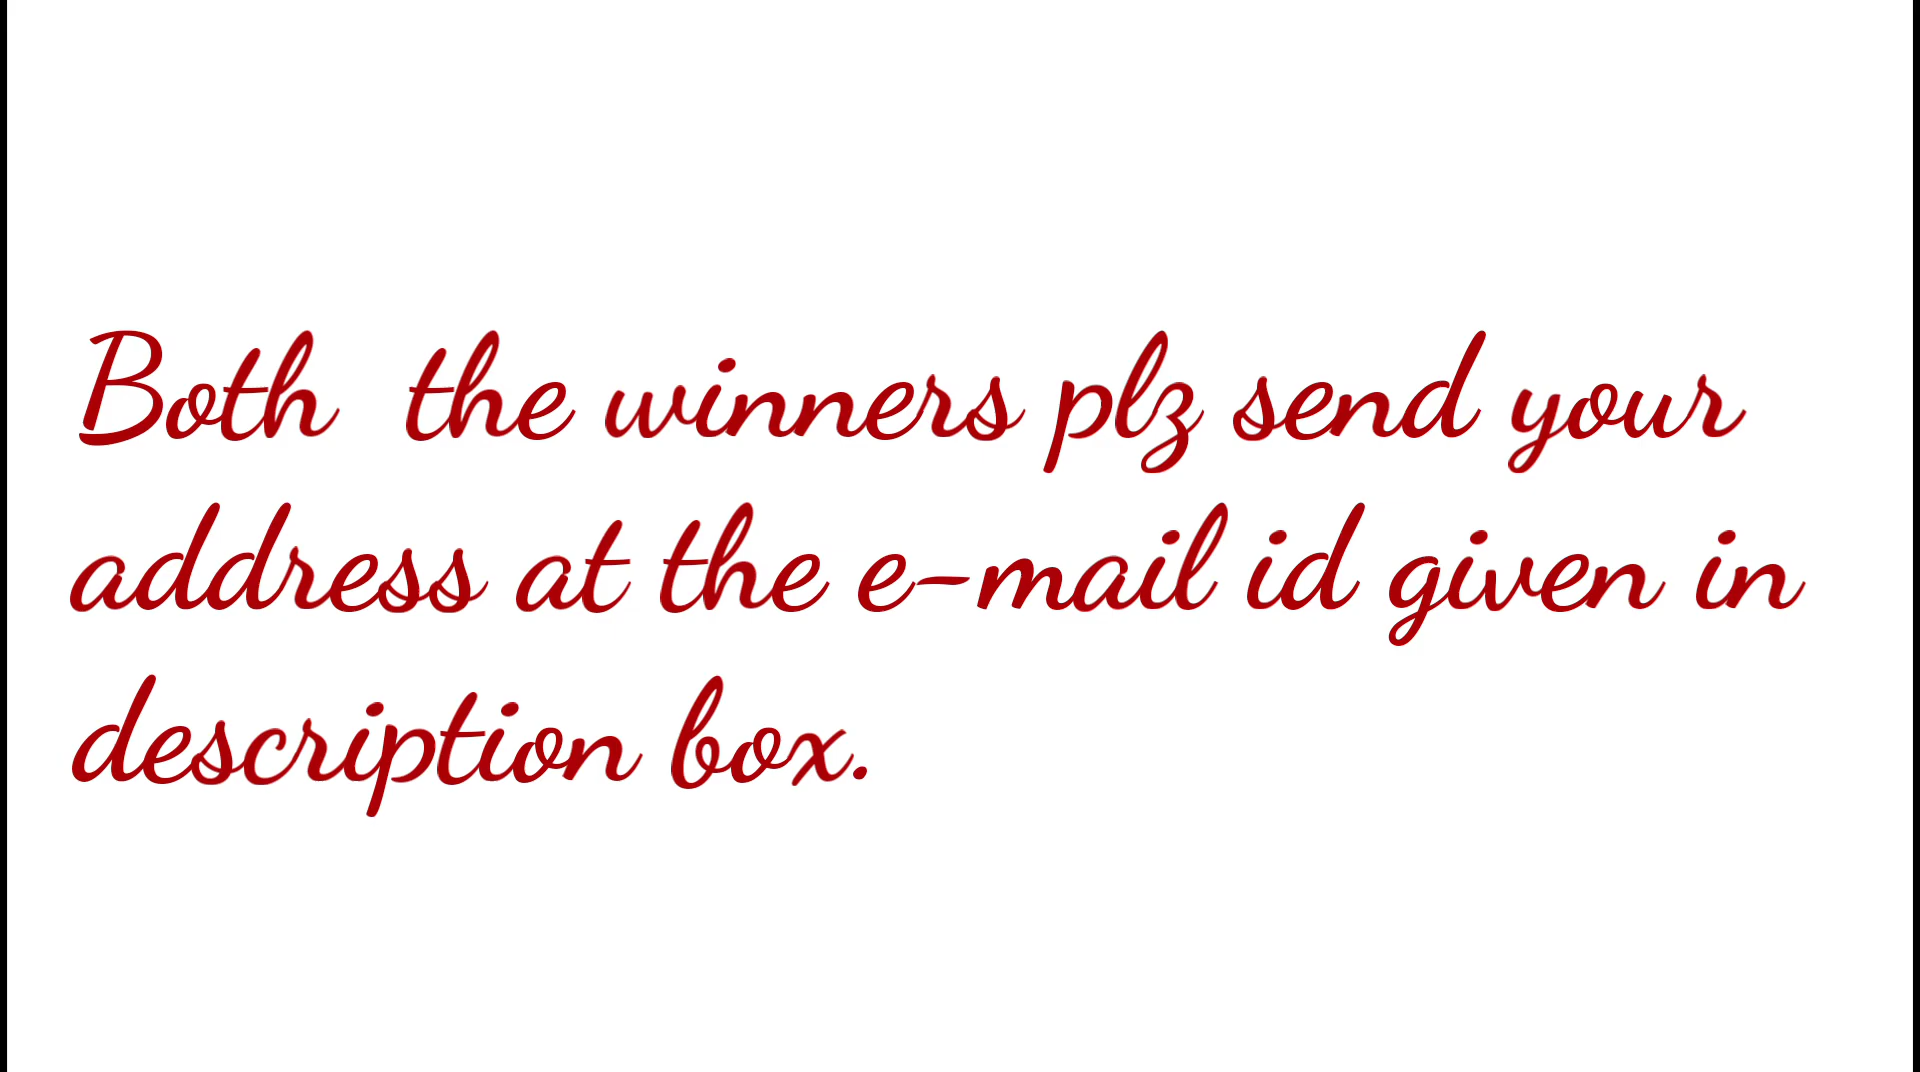 Both the winners plz send your
address at the e-mail id given in
description box.